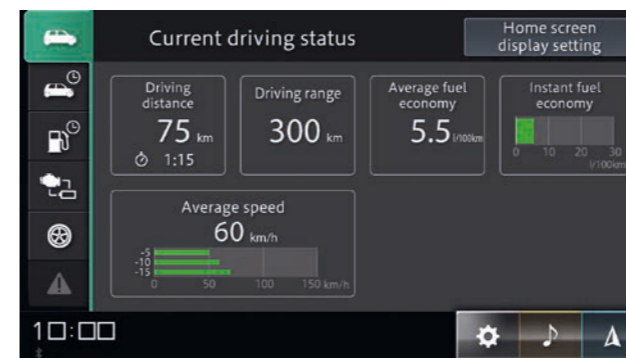 Current driving status
Home screen
display setting
Driving
distance
75 km
1:15
Driving range
300 km
Average fuel
economy
5.5 l/100km
Instant fuel
economy
0 10 20 30
l/100km
Average speed
60 km/h
-5
-10
-15
0 50 100 150 km/h
1□:□□